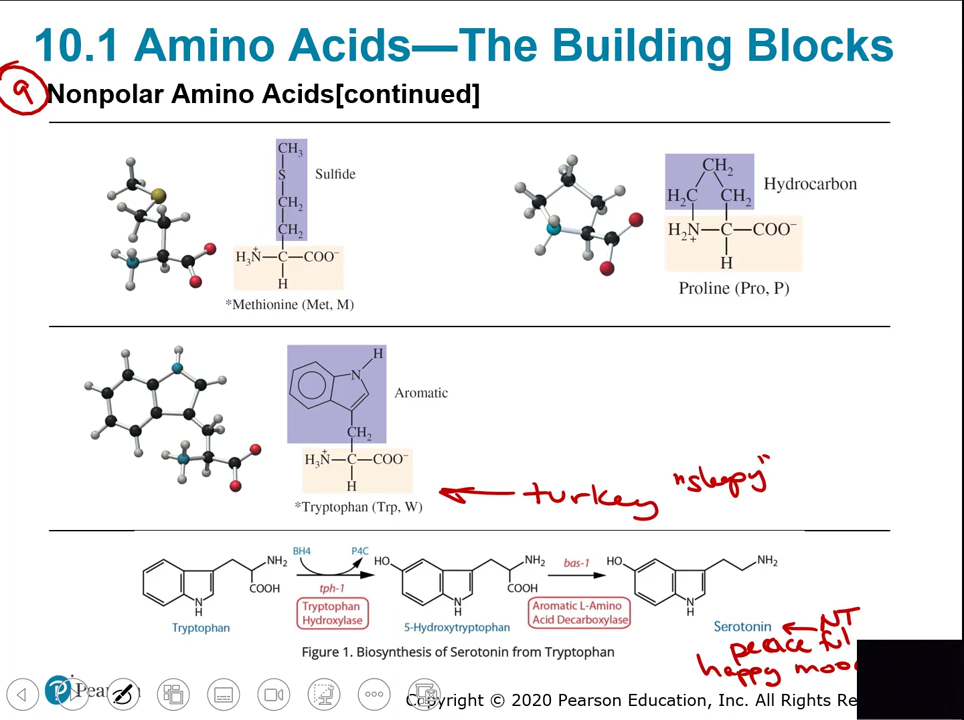 10.1 Amino Acids—The Building Blocks
9
Nonpolar Amino Acids[continued]
CH₃
S
CH₂
CH₂
Sulfide
H₃N⁺—C—COO⁻
H
*Methionine (Met, M)
CH₂
H₂C CH₂
Hydrocarbon
H₂N⁺—C—COO⁻
H
Proline (Pro, P)
H
N
Aromatic
CH₂
H₃N⁺—C—COO⁻
H
*Tryptophan (Trp, W)
turkey "sleepy"
NH₂
COOH
N
H
Tryptophan
BH4 P4C
tph-1
Tryptophan
Hydroxylase
HO
NH₂
COOH
N
H
5-Hydroxytryptophan
bas-1
Aromatic L-Amino
Acid Decarboxylase
HO
NH₂
N
H
Serotonin
NT
peaceful
happy mood
Figure 1. Biosynthesis of Serotonin from Tryptophan
P Pearson
Copyright © 2020 Pearson Education, Inc. All Rights Re